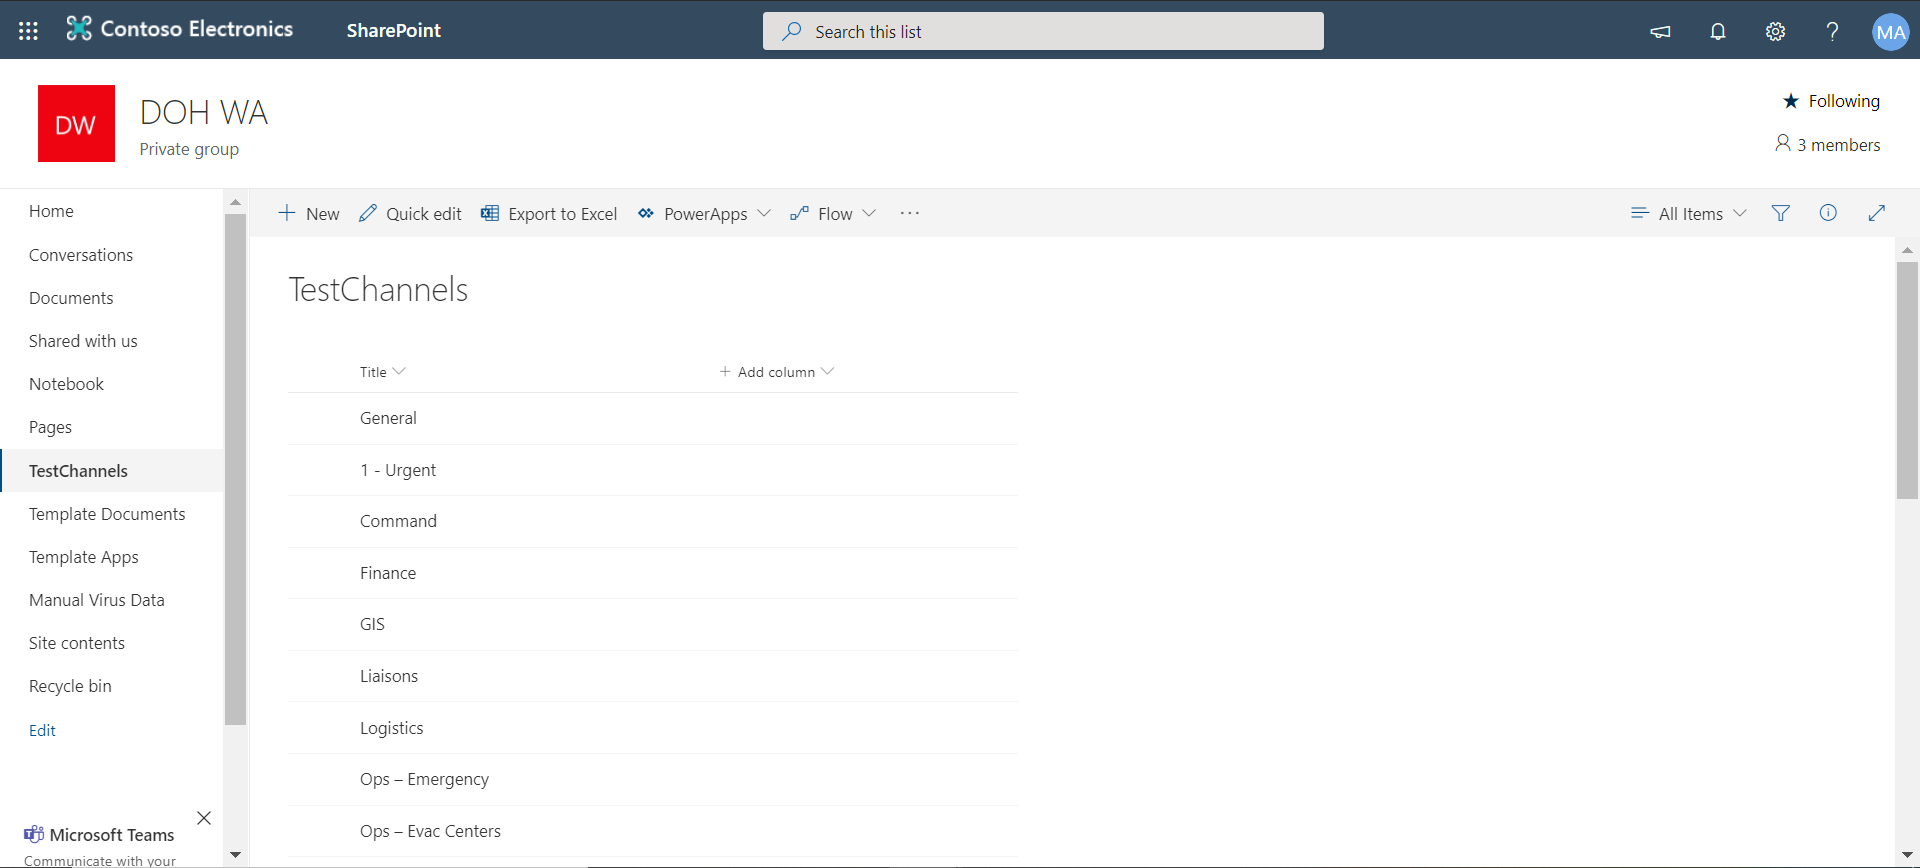 Contoso Electronics
SharePoint
Search this list
MA
DW
DOH WA
Private group
Following
3 members
Home
Conversations
Documents
Shared with us
Notebook
Pages
TestChannels
Template Documents
Template Apps
Manual Virus Data
Site contents
Recycle bin
Edit
Microsoft Teams
Communicate with your
New
Quick edit
Export to Excel
PowerApps
Flow
All Items
TestChannels
Title
Add column
General
1 - Urgent
Command
Finance
GIS
Liaisons
Logistics
Ops – Emergency
Ops – Evac Centers